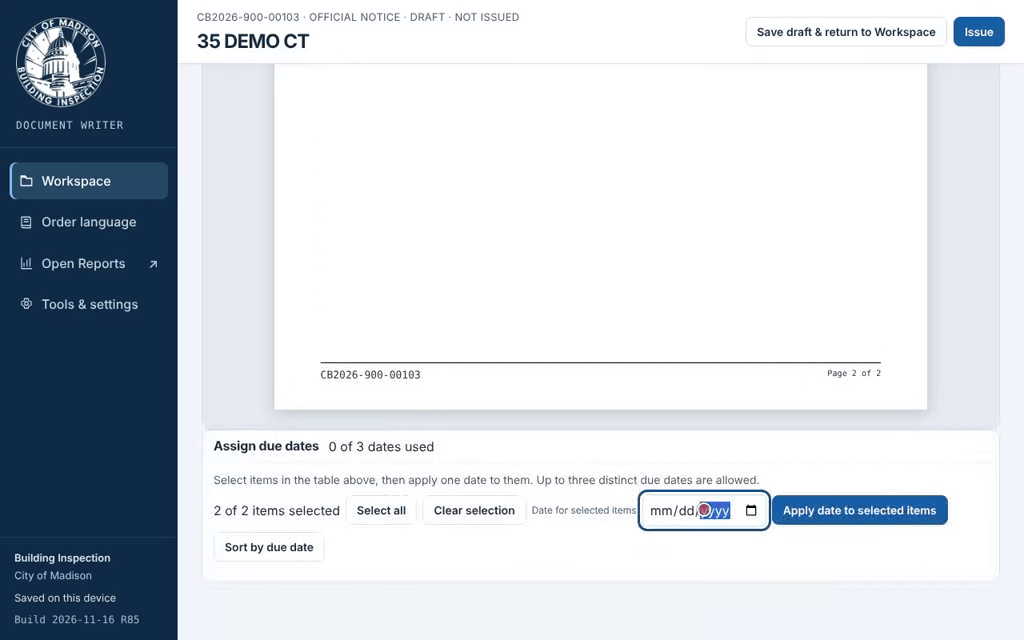 CITY OF MADISON
BUILDING INSPECTION
DOCUMENT WRITER
Workspace
Order language
Open Reports
Tools & settings
Building Inspection
City of Madison
Saved on this device
Build 2026-11-16 R85
CB2026-900-00103 · OFFICIAL NOTICE · DRAFT · NOT ISSUED
35 DEMO CT
Save draft & return to Workspace
Issue
CB2026-900-00103
Page 2 of 2
Assign due dates 0 of 3 dates used
Select items in the table above, then apply one date to them. Up to three distinct due dates are allowed.
2 of 2 items selected Select all Clear selection Date for selected items mm/dd/yyyy Apply date to selected items
Sort by due date